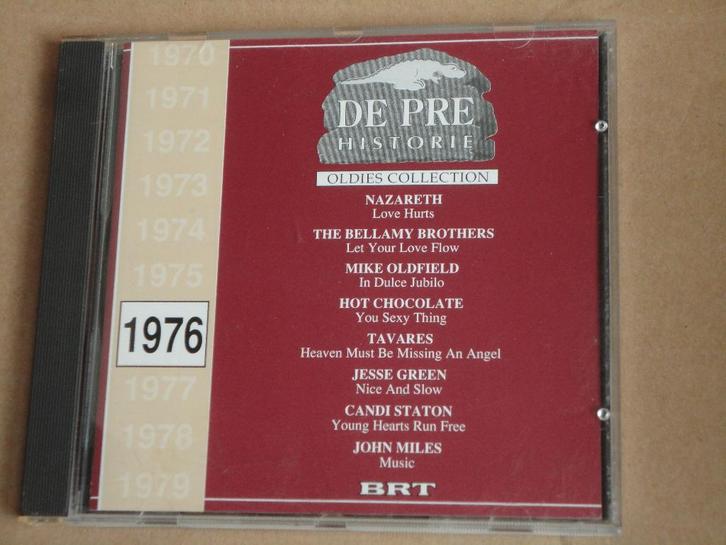 1970
1971
1972
1973
1974
1975
1976
1977
1978
1979
DE PRE
HISTORIE
OLDIES COLLECTION
NAZARETH
Love Hurts
THE BELLAMY BROTHERS
Let Your Love Flow
MIKE OLDFIELD
In Dulce Jubilo
HOT CHOCOLATE
You Sexy Thing
TAVARES
Heaven Must Be Missing An Angel
JESSE GREEN
Nice And Slow
CANDI STATON
Young Hearts Run Free
JOHN MILES
Music
BRT